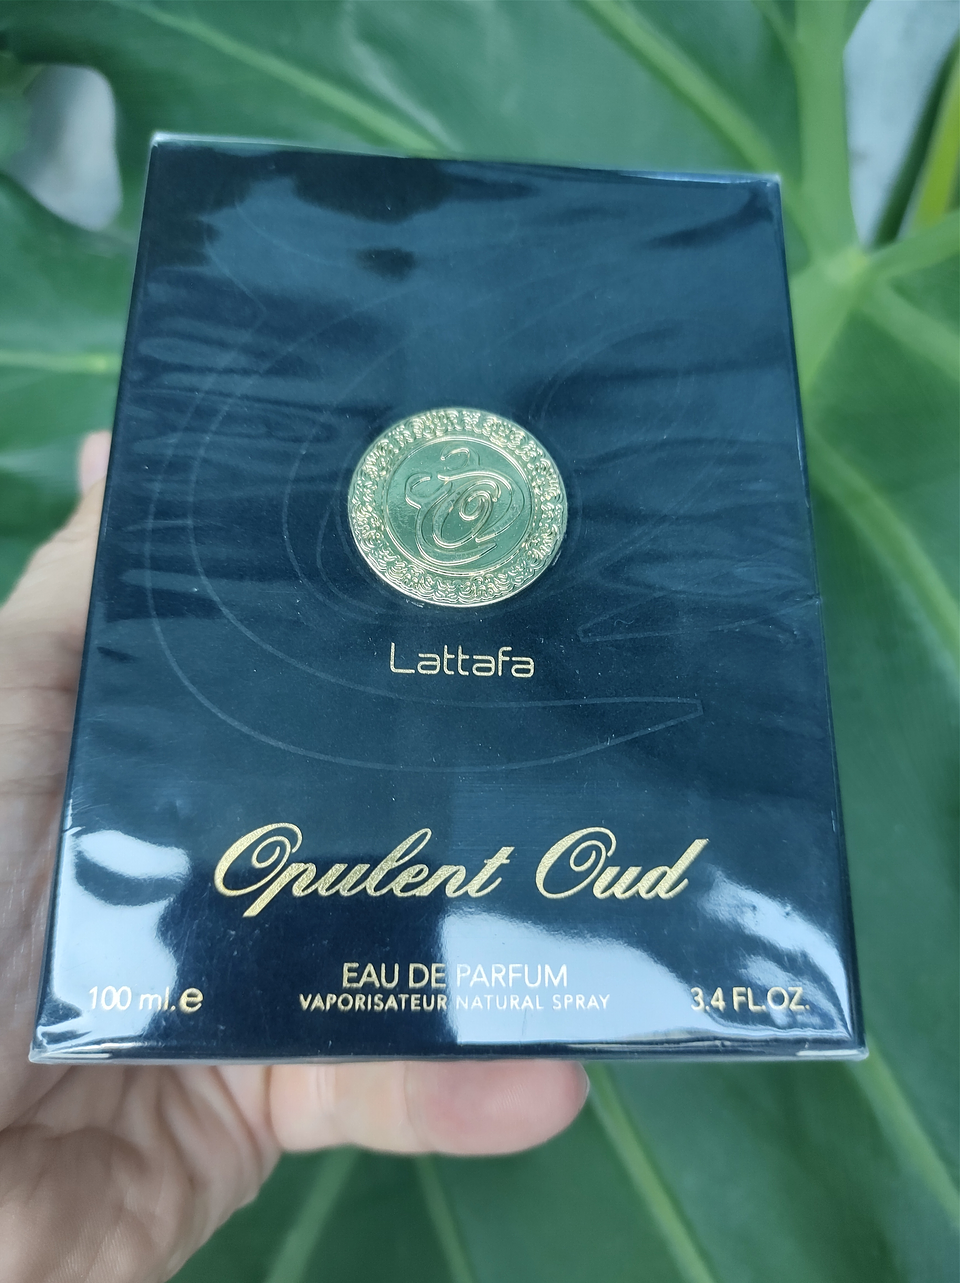 Lattafa
Opulent Oud
EAU DE PARFUM
VAPORISATEUR NATURAL SPRAY
100 ml.e
3.4 FL.OZ.